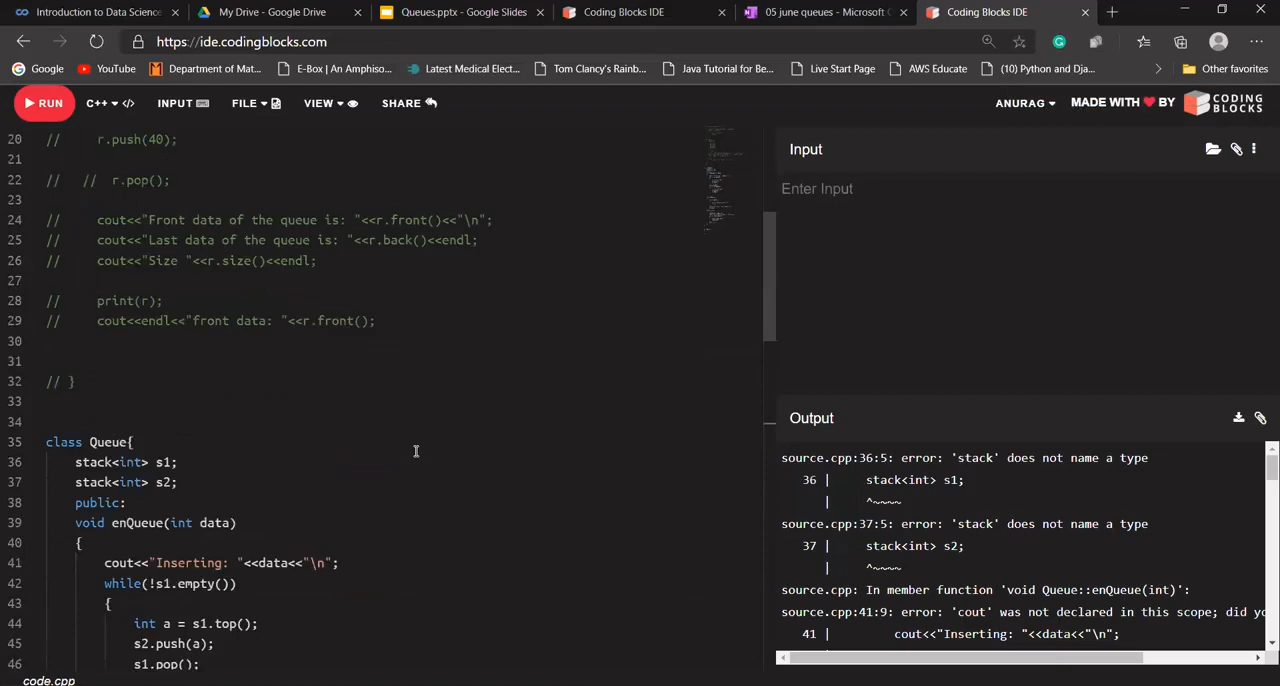 Introduction to Data Science
My Drive - Google Drive
Queues.pptx - Google Slides
Coding Blocks IDE
05 june queues - Microsoft O
Coding Blocks IDE
https://ide.codingblocks.com
Google
YouTube
Department of Mat...
E-Box | An Amphiso...
Latest Medical Elect...
Tom Clancy's Rainb...
Java Tutorial for Be...
Live Start Page
AWS Educate
(10) Python and Dja...
Other favorites
RUN
C++ </>
INPUT
FILE
VIEW
SHARE
ANURAG
MADE WITH ❤ BY
CODING
BLOCKS
20 // r.push(40);
21
22 // // r.pop();
23
24 // cout<<"Front data of the queue is: "<<r.front()<<"\n";
25 // cout<<"Last data of the queue is: "<<r.back()<<endl;
26 // cout<<"Size "<<r.size()<<endl;
27
28 // print(r);
29 // cout<<endl<<"front data: "<<r.front();
30
31
32 // }
33
34
35 class Queue{
36 stack<int> s1;
37 stack<int> s2;
38 public:
39 void enQueue(int data)
40 {
41 cout<<"Inserting: "<<data<<"\n";
42 while(!s1.empty())
43 {
44 int a = s1.top();
45 s2.push(a);
46 s1.pop();
code.cpp
Input
Enter Input
Output
source.cpp:36:5: error: 'stack' does not name a type
36 | stack<int> s1;
| ^~~~~
source.cpp:37:5: error: 'stack' does not name a type
37 | stack<int> s2;
| ^~~~~
source.cpp: In member function 'void Queue::enQueue(int)':
source.cpp:41:9: error: 'cout' was not declared in this scope; did yo
41 | cout<<"Inserting: "<<data<<"\n";